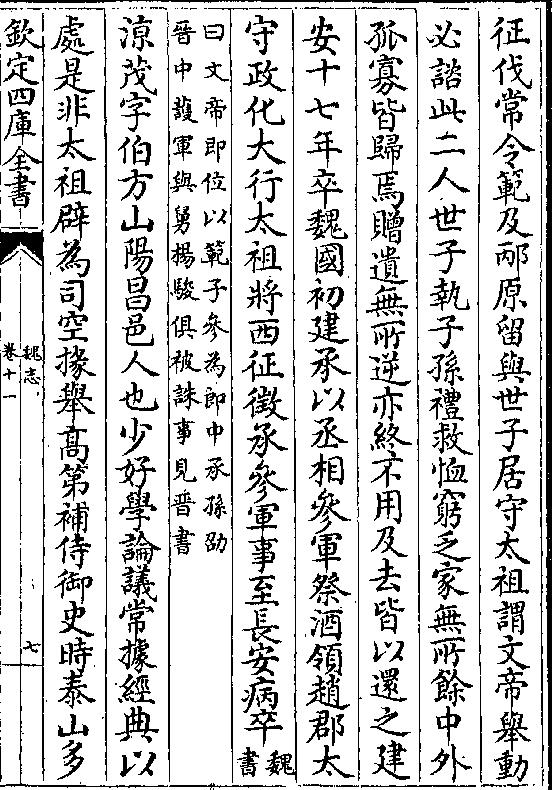 征伐常令範及邴原留與世子居守太祖謂文帝舉動
必諮此二人世子執子孫禮救恤窮乏家無所餘中外
孤寡皆歸焉贈遺無所逆亦終不用及去皆以還之建
安十七年卒魏國初建承以丞相參軍祭酒領趙郡太
守政化大行太祖將西征徵承參軍事至長安病卒魏書
曰文帝即位以範子參為郎中承孫邵
晉中護軍與舅楊駿俱被誅事見晉書
涼茂字伯方山陽昌邑人也少好學論議常據經典以
處是非太祖辟為司空掾舉高第補侍御史時泰山多
欽定四庫全書
魏志
卷十一
七